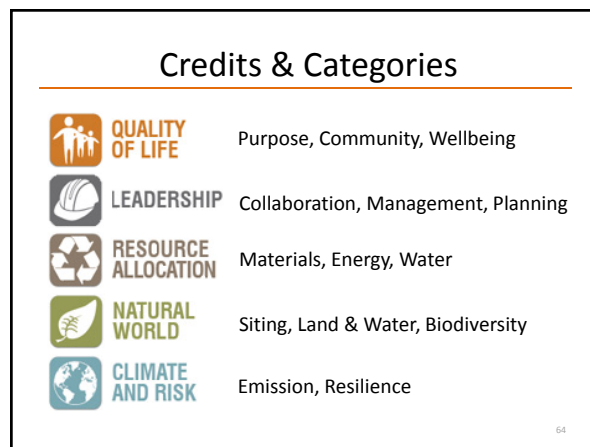 Credits & Categories
QUALITY
OF LIFE
Purpose, Community, Wellbeing
LEADERSHIP
Collaboration, Management, Planning
RESOURCE
ALLOCATION
Materials, Energy, Water
NATURAL
WORLD
Siting, Land & Water, Biodiversity
CLIMATE
AND RISK
Emission, Resilience
64